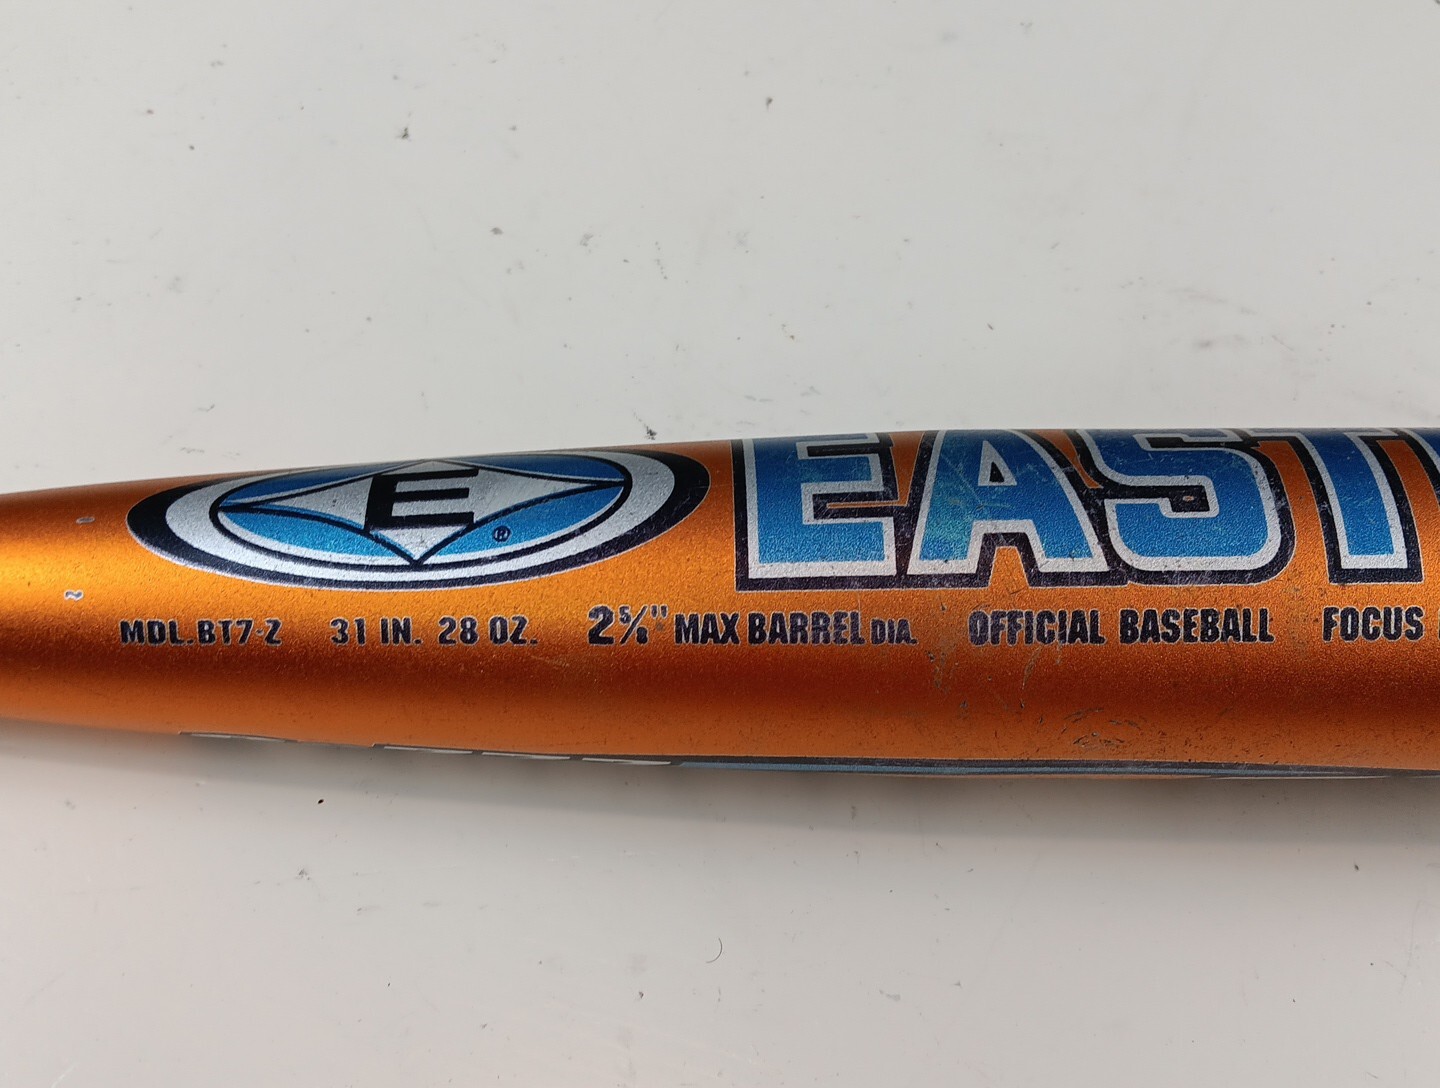 E ®
EAST
MDL.BT7-Z 31 IN. 28 OZ. 2⅝" MAX BARREL DIA. OFFICIAL BASEBALL FOCUS